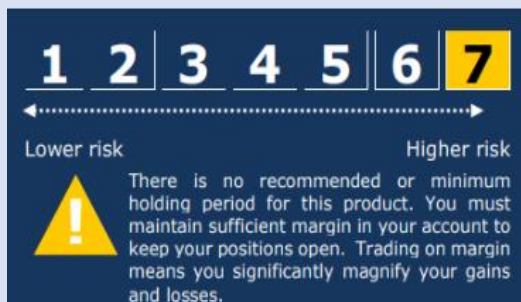 1 2 3 4 5 6 7
Lower risk Higher risk
!
There is no recommended or minimum
holding period for this product. You must
maintain sufficient margin in your account to
keep your positions open. Trading on margin
means you significantly magnify your gains
and losses.